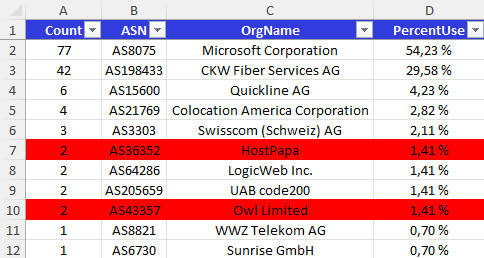 A B C D
1 Count ASN OrgName PercentUse
2 77 AS8075 Microsoft Corporation 54,23 %
3 42 AS198433 CKW Fiber Services AG 29,58 %
4 6 AS15600 Quickline AG 4,23 %
5 4 AS21769 Colocation America Corporation 2,82 %
6 3 AS3303 Swisscom (Schweiz) AG 2,11 %
7 2 AS36352 HostPapa 1,41 %
8 2 AS64286 LogicWeb Inc. 1,41 %
9 2 AS205659 UAB code200 1,41 %
10 2 AS43357 Owl Limited 1,41 %
11 1 AS8821 WWZ Telekom AG 0,70 %
12 1 AS6730 Sunrise GmbH 0,70 %